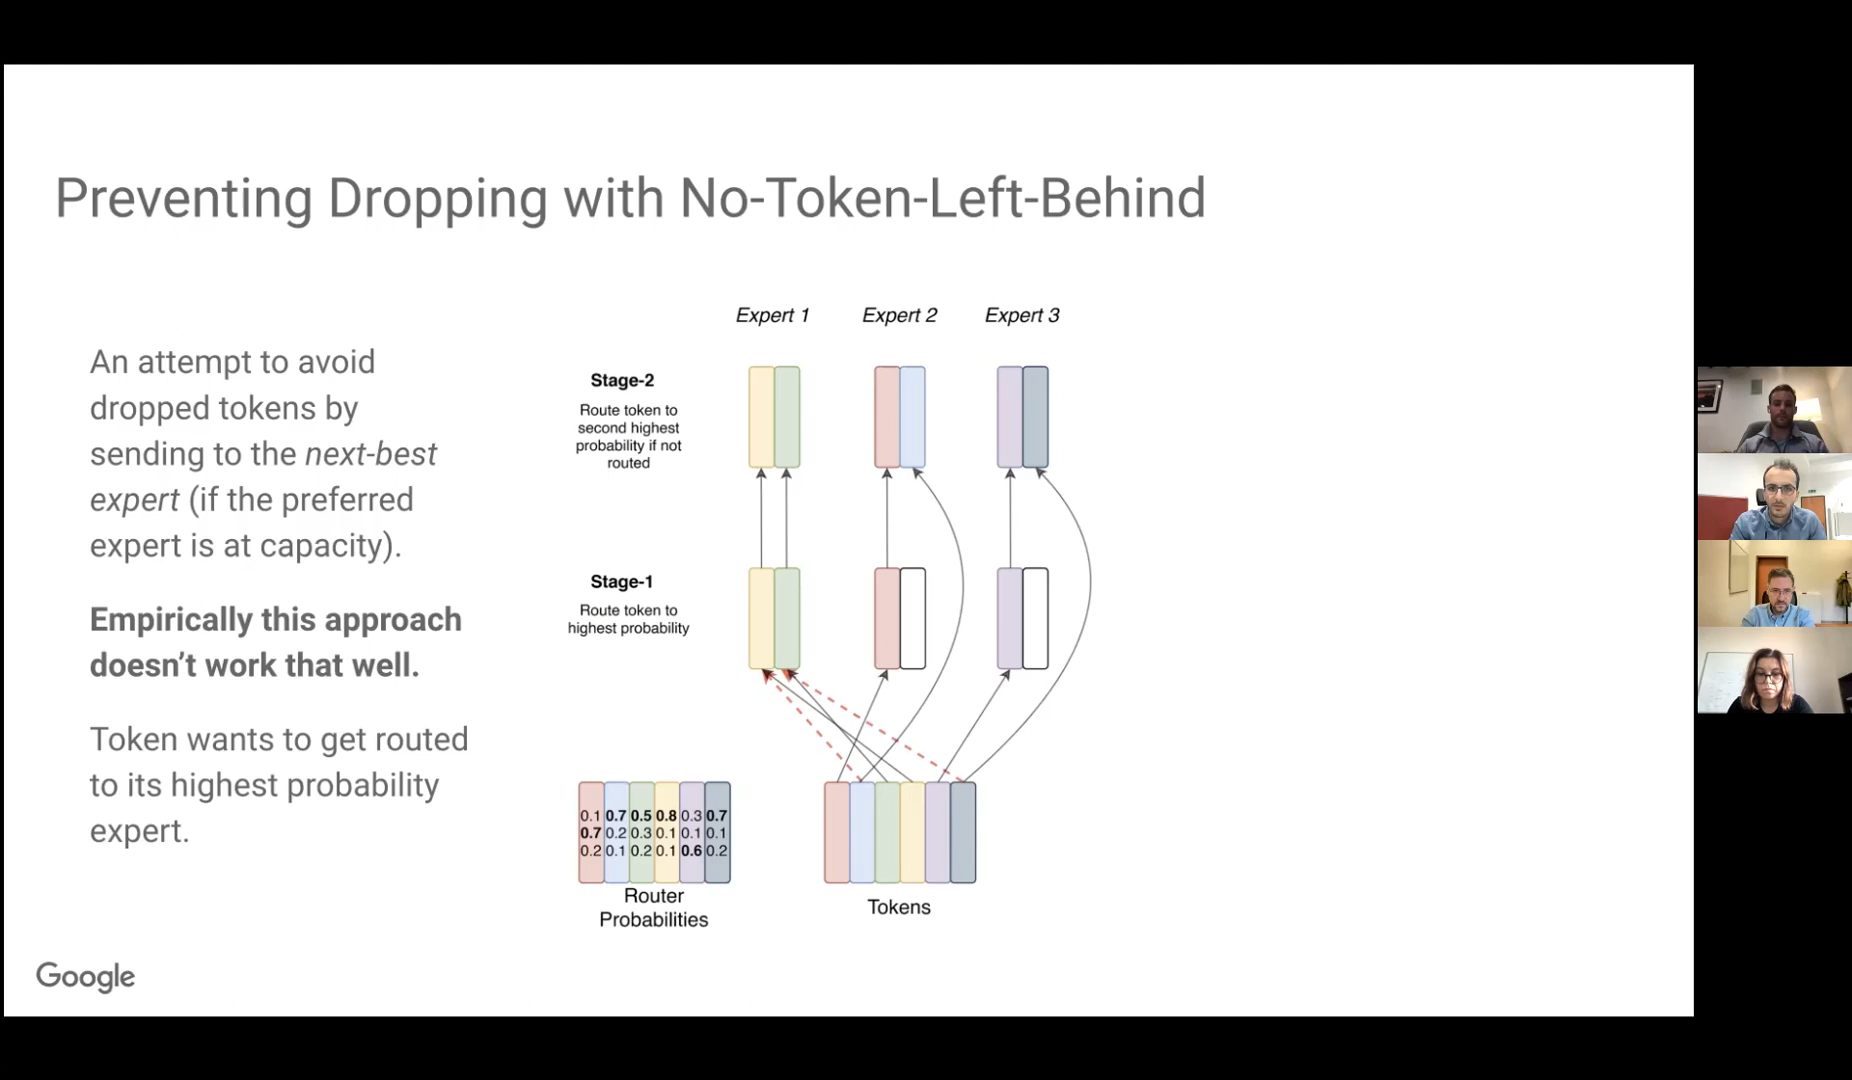 Preventing Dropping with No-Token-Left-Behind
An attempt to avoid
dropped tokens by
sending to the next-best
expert (if the preferred
expert is at capacity).
Empirically this approach
doesn’t work that well.
Token wants to get routed
to its highest probability
expert.
Expert 1 Expert 2 Expert 3
Stage-2
Route token to
second highest
probability if not
routed
Stage-1
Route token to
highest probability
0.1 0.7 0.5 0.8 0.3 0.7
0.7 0.2 0.3 0.1 0.1 0.1
0.2 0.1 0.2 0.1 0.6 0.2
Router
Probabilities
Tokens
Google